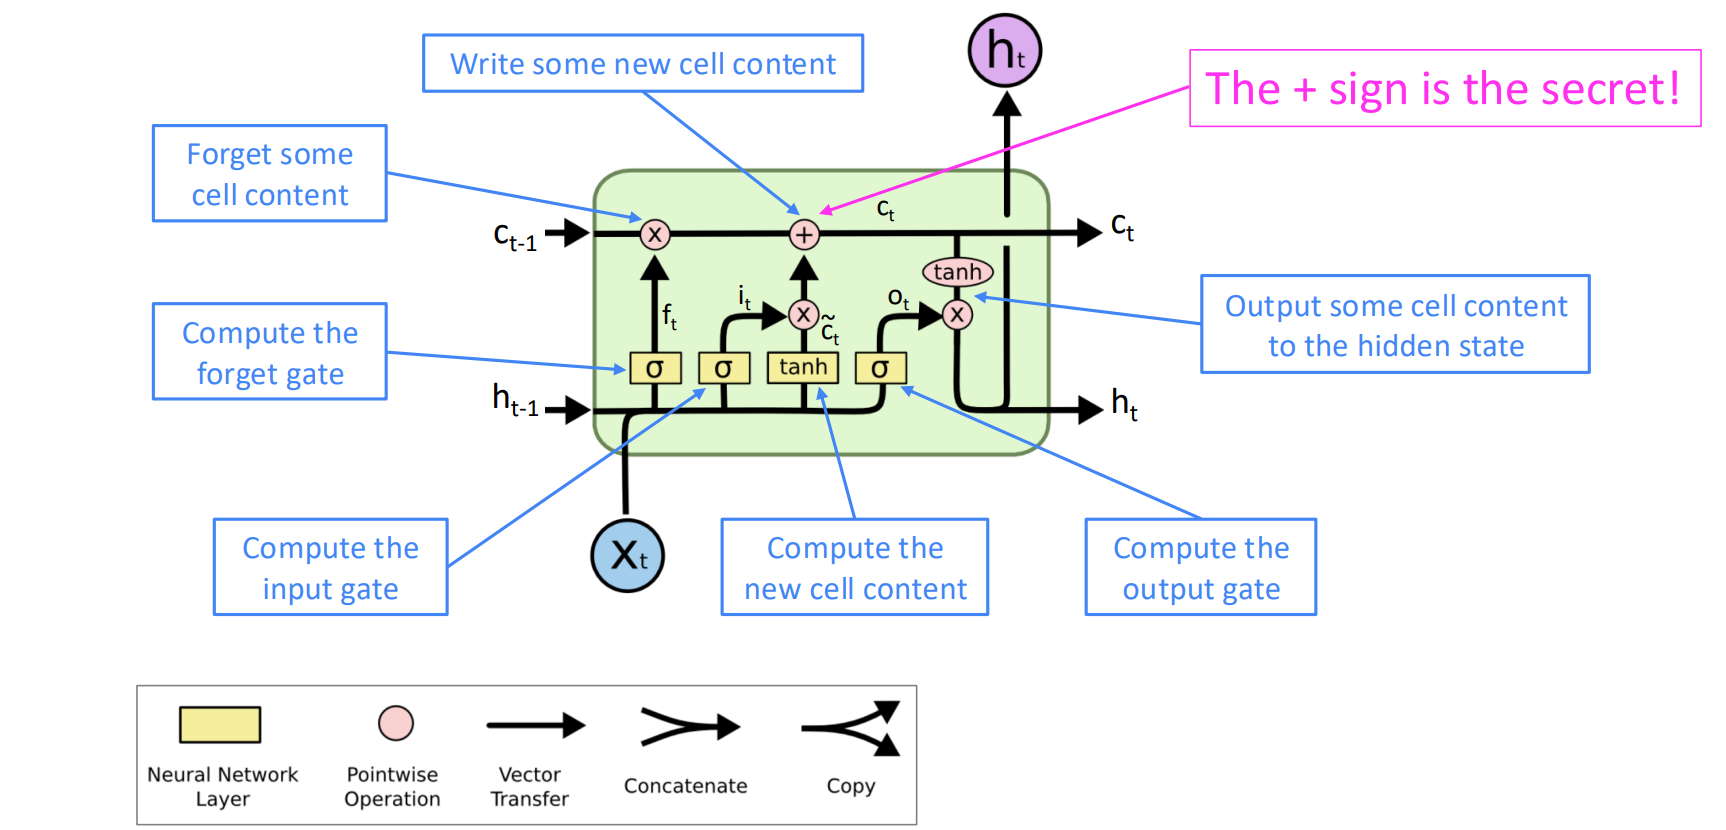 Write some new cell content
hₜ
The + sign is the secret!
Forget some
cell content
cₜ₋₁
x
+
cₜ
cₜ
tanh
Output some cell content
to the hidden state
Compute the
forget gate
fₜ
iₜ
x
c̃ₜ
oₜ
x
σ
σ
tanh
σ
hₜ₋₁
hₜ
Compute the
input gate
xₜ
Compute the
new cell content
Compute the
output gate
Neural Network
Layer
Pointwise
Operation
Vector
Transfer
Concatenate
Copy